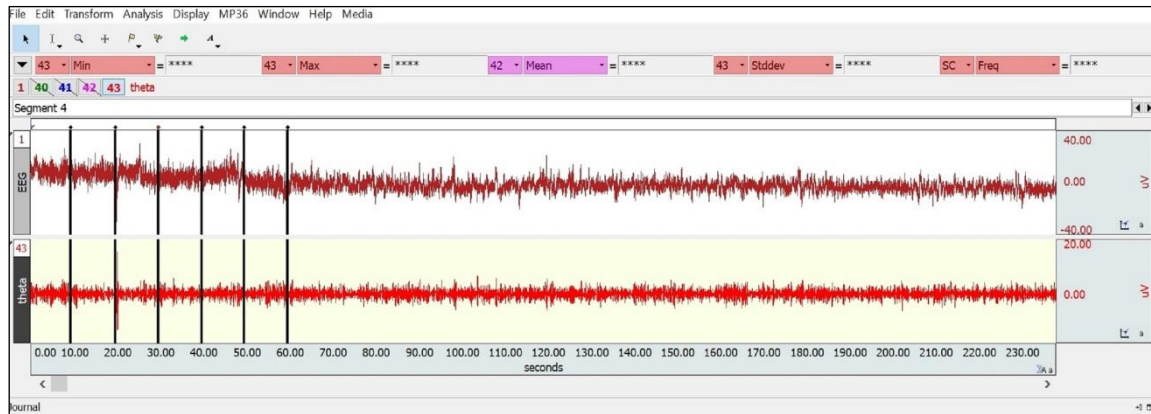 File Edit Transform Analysis Display MP36 Window Help Media
43 Min = **** 43 Max = **** 42 Mean = **** 43 Stddev = **** SC Freq = ****
1 40 41 42 43 theta
Segment 4
1
40.00
EEG
0.00
uV
-40.00
43
20.00
theta
0.00
uV
0.00 10.00 20.00 30.00 40.00 50.00 60.00 70.00 80.00 90.00 100.00 110.00 120.00 130.00 140.00 150.00 160.00 170.00 180.00 190.00 200.00 210.00 220.00 230.00
seconds
Journal